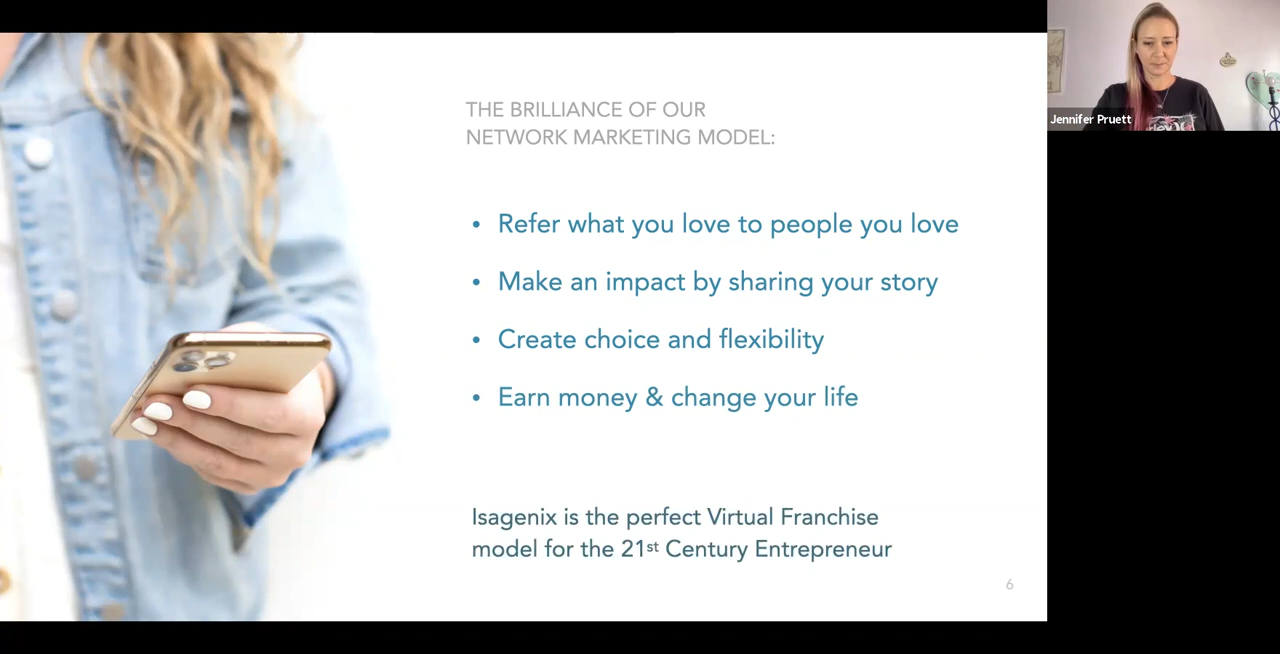 THE BRILLIANCE OF OUR
NETWORK MARKETING MODEL:
• Refer what you love to people you love
• Make an impact by sharing your story
• Create choice and flexibility
• Earn money & change your life
Isagenix is the perfect Virtual Franchise
model for the 21st Century Entrepreneur
6
Jennifer Pruett